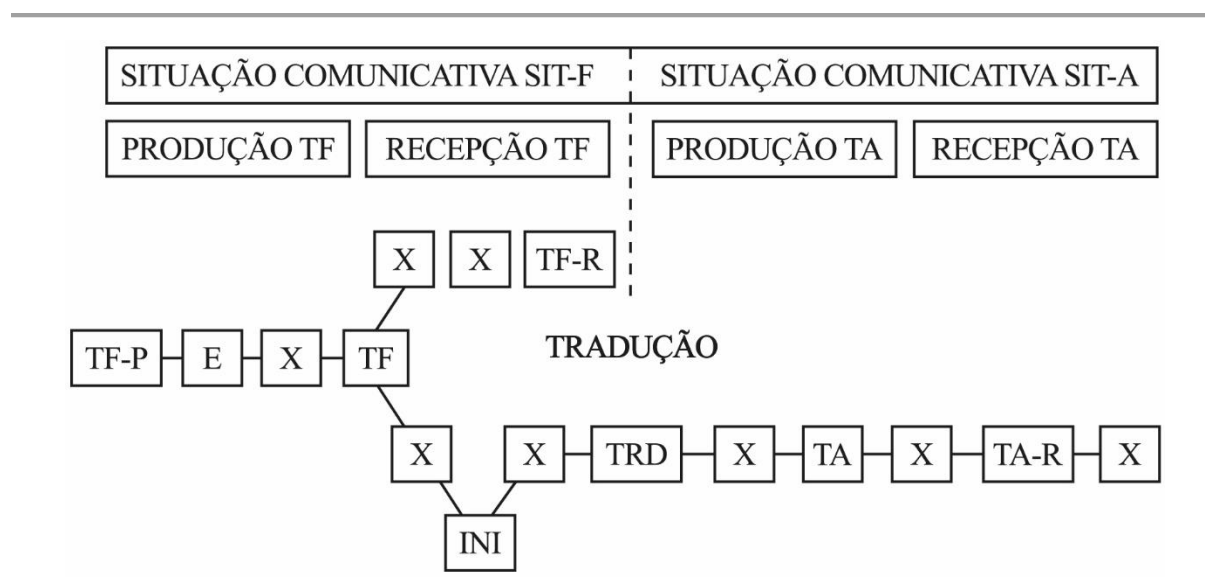 SITUAÇÃO COMUNICATIVA SIT-F SITUAÇÃO COMUNICATIVA SIT-A
PRODUÇÃO TF RECEPÇÃO TF PRODUÇÃO TA RECEPÇÃO TA
X X TF-R
TF-P E X TF TRADUÇÃO
X X TRD X TA X TA-R X
INI